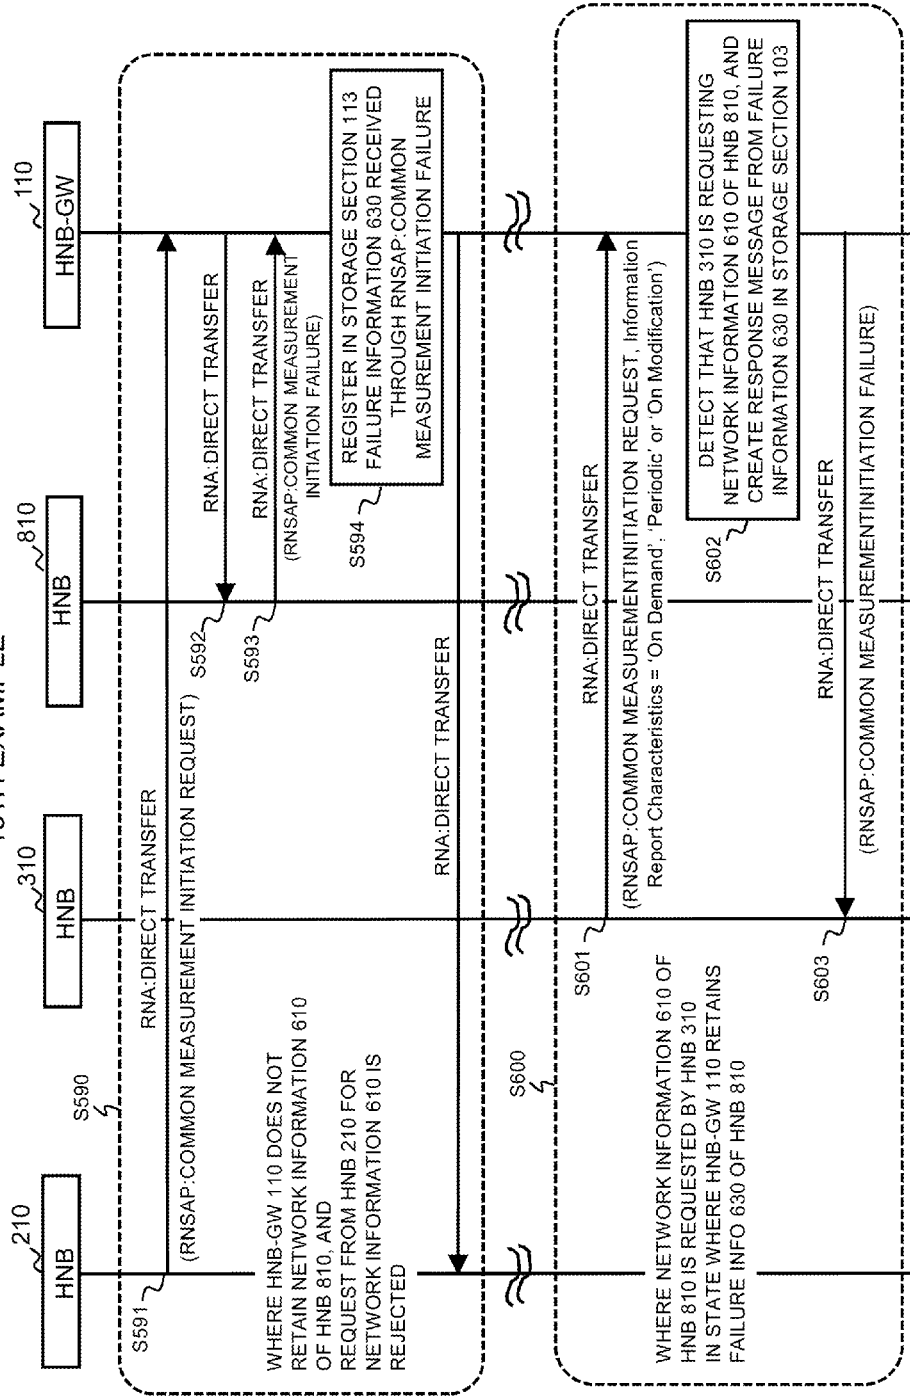 210
HNB
310
HNB
810
HNB
110
HNB-GW
S590
S591
RNA:DIRECT TRANSFER
(RNSAP:COMMON MEASUREMENT INITIATION REQUEST)
WHERE HNB-GW 110 DOES NOT
RETAIN NETWORK INFORMATION 610
OF HNB 810, AND
REQUEST FROM HNB 210 FOR
NETWORK INFORMATION 610 IS
REJECTED
S592
RNA:DIRECT TRANSFER
S593
RNA:DIRECT TRANSFER
(RNSAP:COMMON MEASUREMENT
INITIATION FAILURE)
S594
REGISTER IN STORAGE SECTION 113
FAILURE INFORMATION 630 RECEIVED
THROUGH RNSAP:COMMON
MEASUREMENT INITIATION FAILURE
RNA:DIRECT TRANSFER
S600
S601
RNA:DIRECT TRANSFER
(RNSAP:COMMON MEASUREMENTINITIATION REQUEST, Information
Report Characteristics = 'On Demand'. 'Periodic' or 'On Modification')
WHERE NETWORK INFORMATION 610 OF
HNB 810 IS REQUESTED BY HNB 310
IN STATE WHERE HNB-GW 110 RETAINS
FAILURE INFO 630 OF HNB 810
S602
DETECT THAT HNB 310 IS REQUESTING
NETWORK INFORMATION 610 OF HNB 810, AND
CREATE RESPONSE MESSAGE FROM FAILURE
INFORMATION 630 IN STORAGE SECTION 103
S603
RNA:DIRECT TRANSFER
(RNSAP:COMMON MEASUREMENTINITIATION FAILURE)